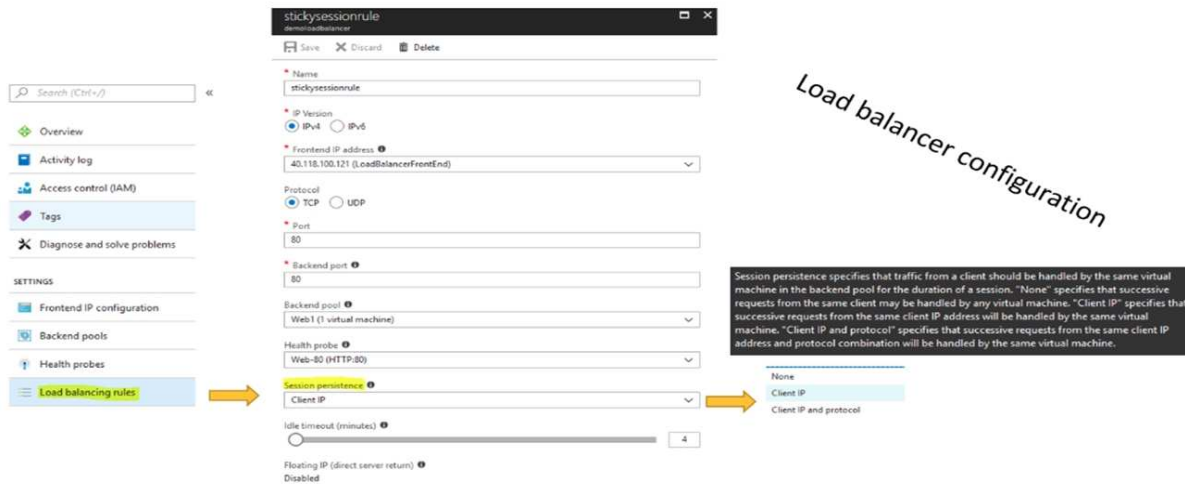 stickysessionrule
demoloadbalancer
Save Discard Delete
Search (Ctrl+/)
Overview
Activity log
Access control (IAM)
Tags
Diagnose and solve problems
SETTINGS
Frontend IP configuration
Backend pools
Health probes
Load balancing rules
* Name
stickysessionrule
* IP Version
IPv4 IPv6
* Frontend IP address
40.118.100.121 (LoadBalancerFrontEnd)
Protocol
TCP UDP
* Port
80
* Backend port
80
Backend pool
Web1 (1 virtual machine)
Health probe
Web-80 (HTTP:80)
Session persistence
Client IP
Idle timeout (minutes)
4
Floating IP (direct server return)
Disabled
Load balancer configuration
Session persistence specifies that traffic from a client should be handled by the same virtual
machine in the backend pool for the duration of a session. "None" specifies that successive
requests from the same client may be handled by any virtual machine. "Client IP" specifies that
successive requests from the same client IP address will be handled by the same virtual
machine. "Client IP and protocol" specifies that successive requests from the same client IP
address and protocol combination will be handled by the same virtual machine.
None
Client IP
Client IP and protocol